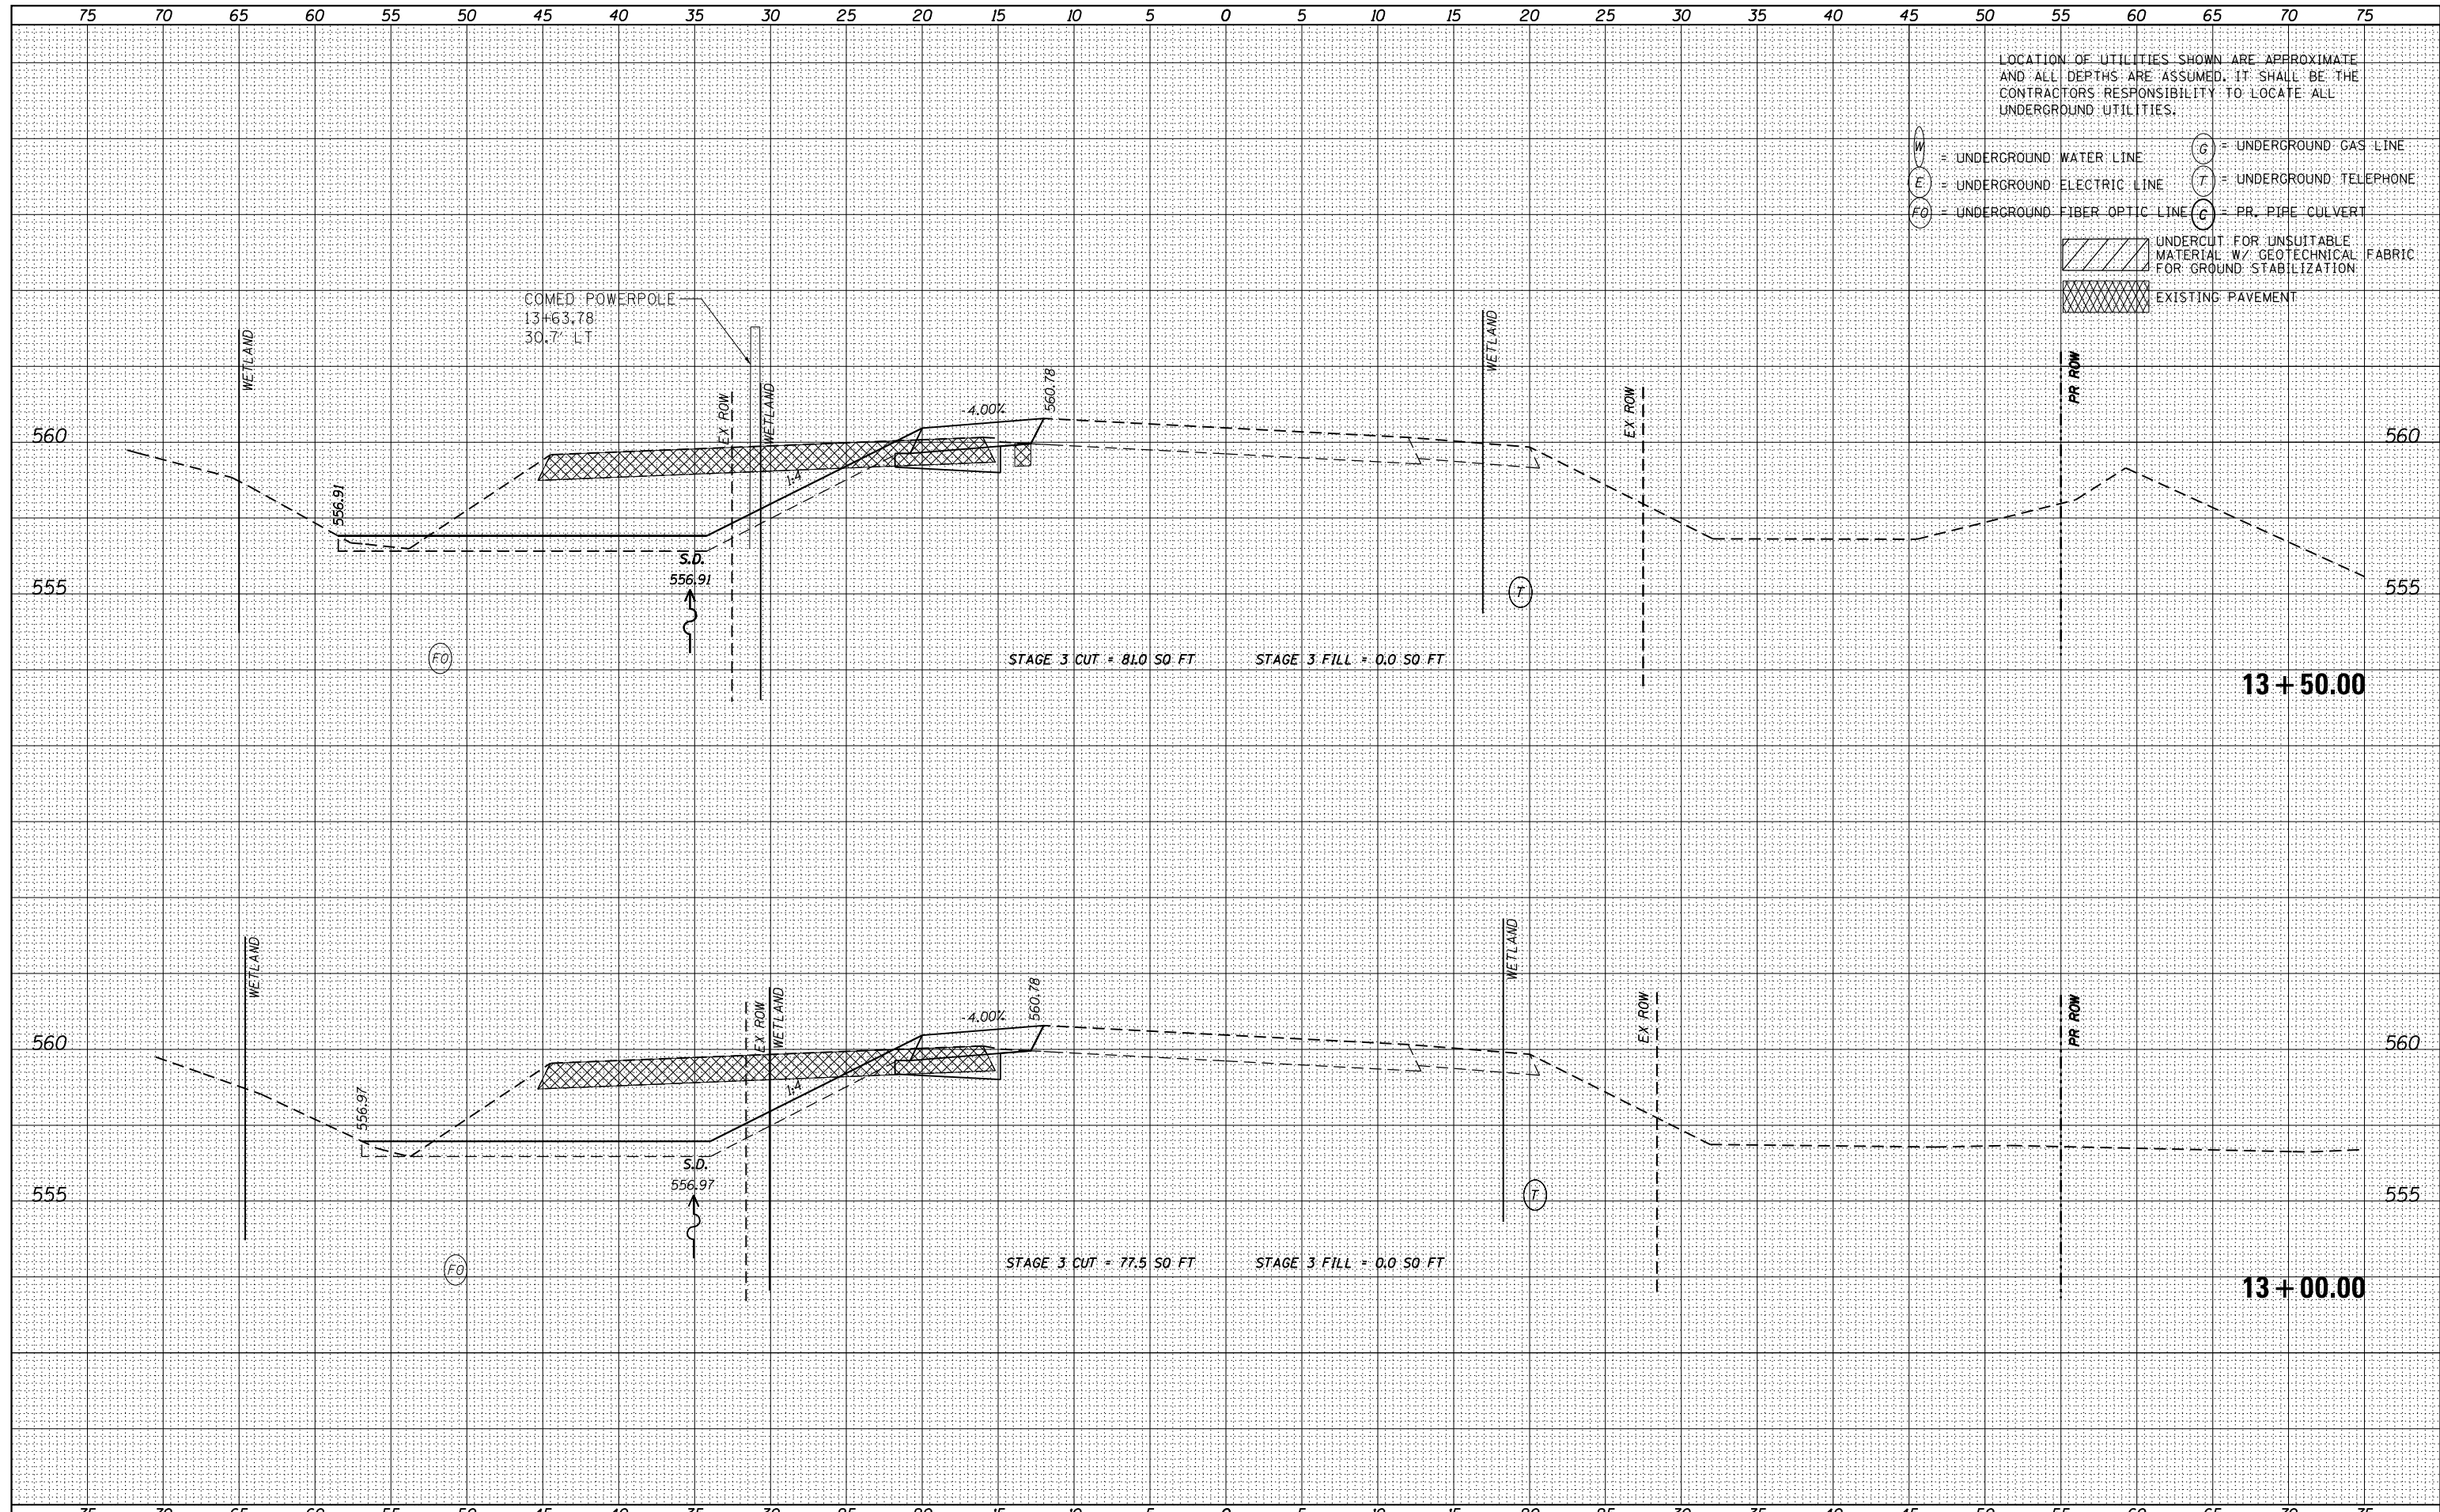 75 70 65 60 55 50 45 40 35 30 25 20 15 10 5 0 5 10 15 20 25 30 35 40 45 50 55 60 65 70 75
LOCATION OF UTILITIES SHOWN ARE APPROXIMATE
AND ALL DEPTHS ARE ASSUMED. IT SHALL BE THE
CONTRACTORS RESPONSIBILITY TO LOCATE ALL
UNDERGROUND UTILITIES.
W = UNDERGROUND WATER LINE
G = UNDERGROUND GAS LINE
E = UNDERGROUND ELECTRIC LINE
T = UNDERGROUND TELEPHONE
FO = UNDERGROUND FIBER OPTIC LINE
C = PR. PIPE CULVERT
UNDERCUT FOR UNSUITABLE
MATERIAL W/ GEOTECHNICAL FABRIC
FOR GROUND STABILIZATION
EXISTING PAVEMENT
COMED POWERPOLE
13+63.78
30.7' LT
WETLAND
EX ROW
WETLAND
-4.00%
560.78
WETLAND
EX ROW
PR ROW
560
560
1:4
556.91
S.D.
556.91
555
555
T
FO
STAGE 3 CUT = 81.0 SQ FT
STAGE 3 FILL = 0.0 SQ FT
13+50.00
WETLAND
EX ROW
WETLAND
-4.00%
560.78
WETLAND
EX ROW
PR ROW
560
560
1:4
556.97
S.D.
556.97
555
555
T
FO
STAGE 3 CUT = 77.5 SQ FT
STAGE 3 FILL = 0.0 SQ FT
13+00.00
75 70 65 60 55 50 45 40 35 30 25 20 15 10 5 0 5 10 15 20 25 30 35 40 45 50 55 60 65 70 75